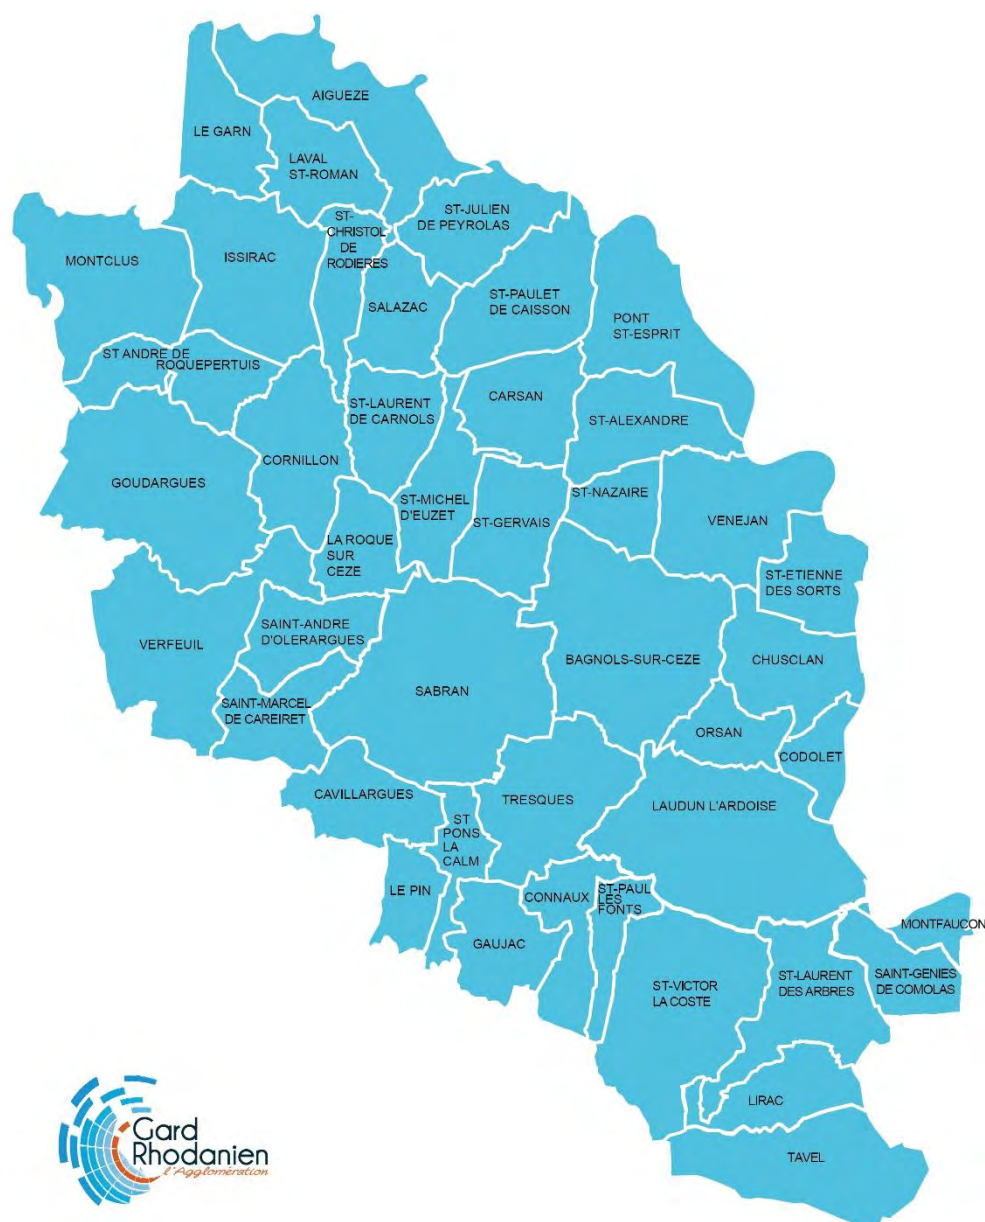 AIGUEZE
LE GARN
LAVAL
ST-ROMAN
ST-
CHRISTOL
DE
RODIERES
ST-JULIEN
DE PEYROLAS
MONTCLUS
ISSIRAC
SALAZAC
ST-PAULET
DE CAISSON
PONT
ST-ESPRIT
ST ANDRE DE
ROQUEPERTUIS
ST-LAURENT
DE CARNOLS
CARSAN
ST-ALEXANDRE
CORNILLON
GOUDARGUES
ST-MICHEL
D'EUZET
ST-GERVAIS
ST-NAZAIRE
VENEJAN
LA ROQUE
SUR
CEZE
ST-ETIENNE
DES SORTS
VERFEUIL
SAINT-ANDRE
D'OLERARGUES
BAGNOLS-SUR-CEZE
CHUSCLAN
SABRAN
SAINT-MARCEL
DE CAREIRET
ORSAN
CODOLET
CAVILLARGUES
TRESQUES
LAUDUN L'ARDOISE
ST
PONS
LA
CALM
LE PIN
CONNAUX
ST-PAUL
LES
FONTS
MONTFAUCON
GAUJAC
ST-VICTOR
LA COSTE
ST-LAURENT
DES ARBRES
SAINT-GENIES
DE COMOLAS
LIRAC
TAVEL
Gard
Rhodanien
l'Agglomération